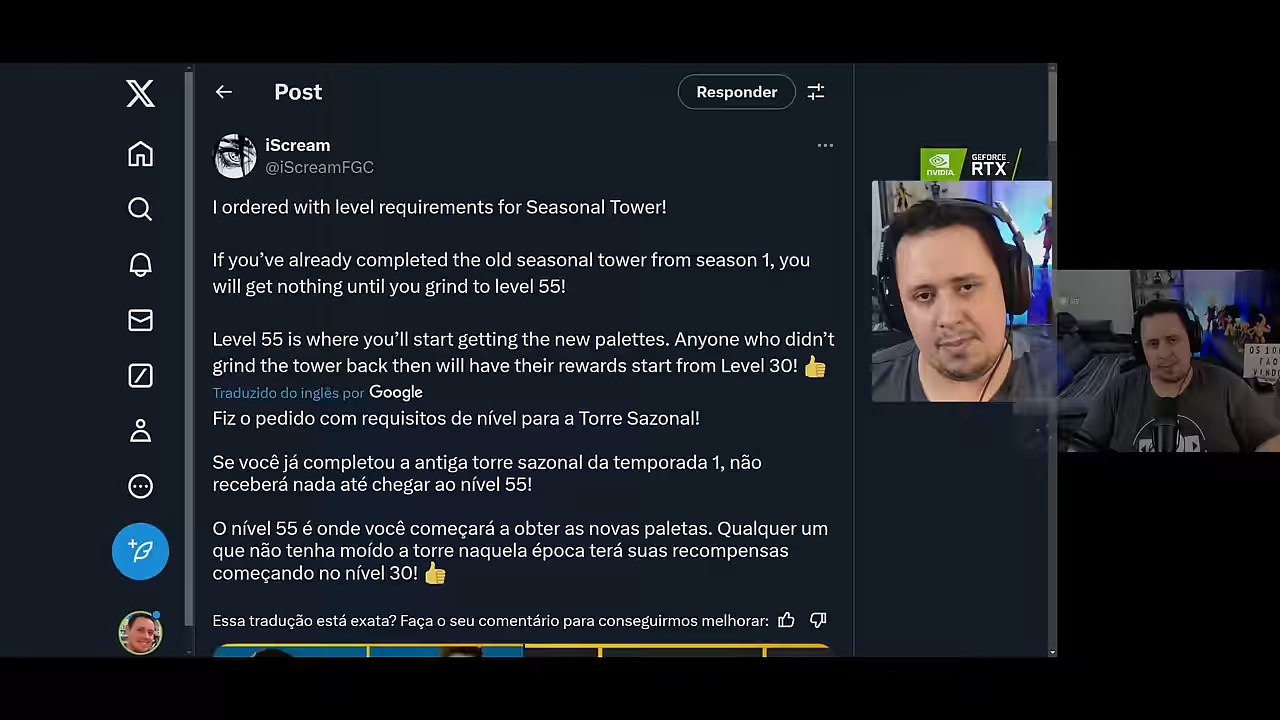 Post
Responder
iScream
@iScreamFGC
I ordered with level requirements for Seasonal Tower!
If you’ve already completed the old seasonal tower from season 1, you
will get nothing until you grind to level 55!
Level 55 is where you’ll start getting the new palettes. Anyone who didn’t
grind the tower back then will have their rewards start from Level 30! 👍
Traduzido do inglês por Google
Fiz o pedido com requisitos de nível para a Torre Sazonal!
Se você já completou a antiga torre sazonal da temporada 1, não
receberá nada até chegar ao nível 55!
O nível 55 é onde você começará a obter as novas paletas. Qualquer um
que não tenha moído a torre naquela época terá suas recompensas
começando no nível 30! 👍
Essa tradução está exata? Faça o seu comentário para conseguirmos melhorar:
NVIDIA
GEFORCE
RTX
OS 10
TÃO
VINDO